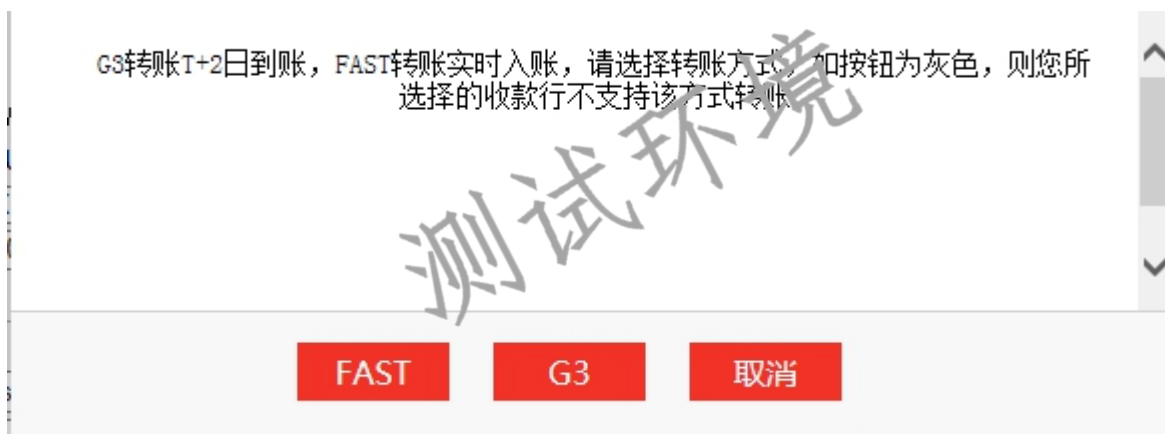 G3转账T+2日到账，FAST转账实时入账，请选择转账方式，如按钮为灰色，则您所
选择的收款行不支持该方式转账
测试环境
FAST
G3
取消